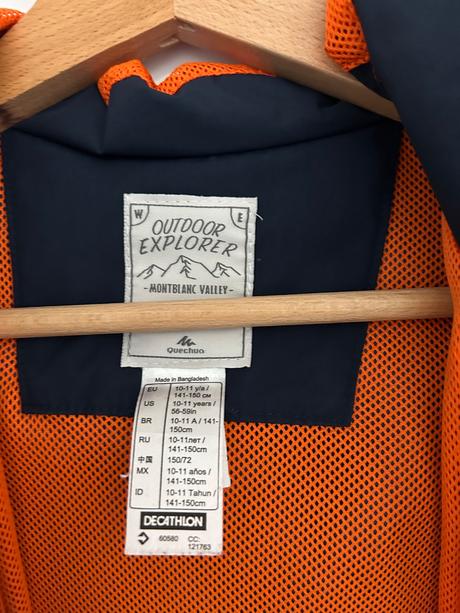 W E
OUTDOOR
EXPLORER
- MONTBLANC VALLEY -
Quechua
Made in Bangladesh
EU 10-11 y/a /
141-150 см
US 10-11 years /
56-59in
BR 10-11 A / 141-
150cm
RU 10-11лет /
141-150cm
中国 150/72
MX 10-11 años /
141-150cm
ID 10-11 Tahun /
141-150cm
DECATHLON
60580 CC:
121763